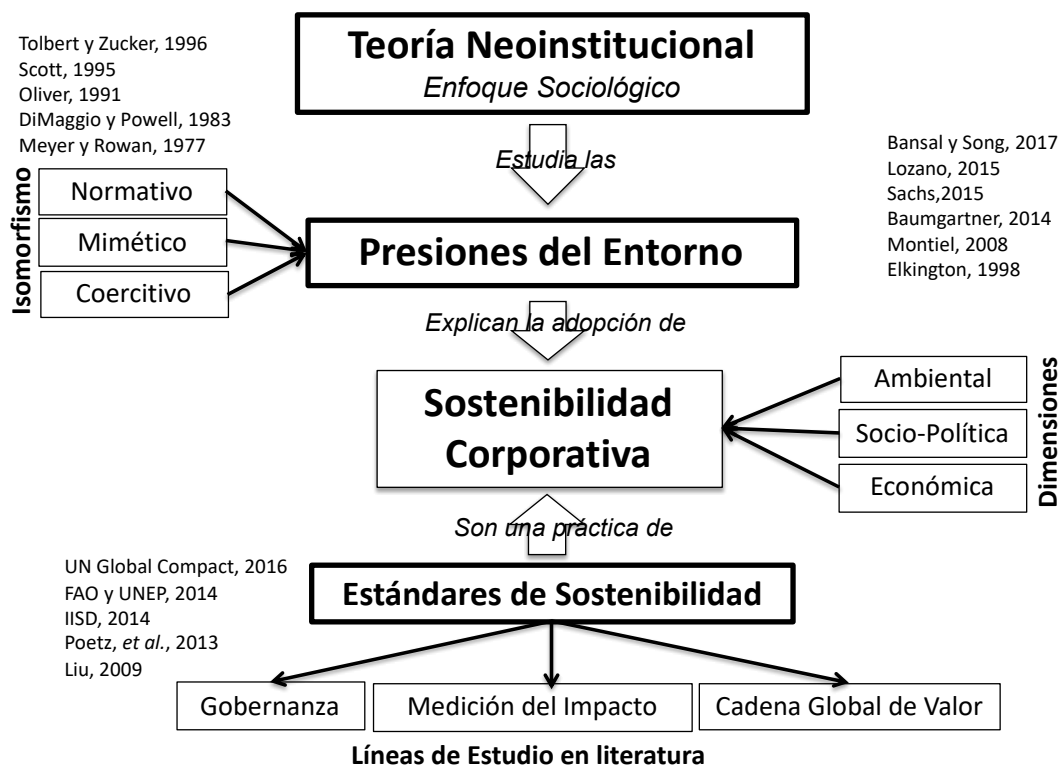 Teoría Neoinstitucional
Enfoque Sociológico
Tolbert y Zucker, 1996
Scott, 1995
Oliver, 1991
DiMaggio y Powell, 1983
Meyer y Rowan, 1977
Estudia las
Bansal y Song, 2017
Lozano, 2015
Sachs,2015
Baumgartner, 2014
Montiel, 2008
Elkington, 1998
Isomorfismo
Normativo
Mimético
Coercitivo
Presiones del Entorno
Explican la adopción de
Sostenibilidad
Corporativa
Ambiental
Socio-Política
Económica
Dimensiones
Son una práctica de
UN Global Compact, 2016
FAO y UNEP, 2014
IISD, 2014
Poetz, et al., 2013
Liu, 2009
Estándares de Sostenibilidad
Gobernanza
Medición del Impacto
Cadena Global de Valor
Líneas de Estudio en literatura